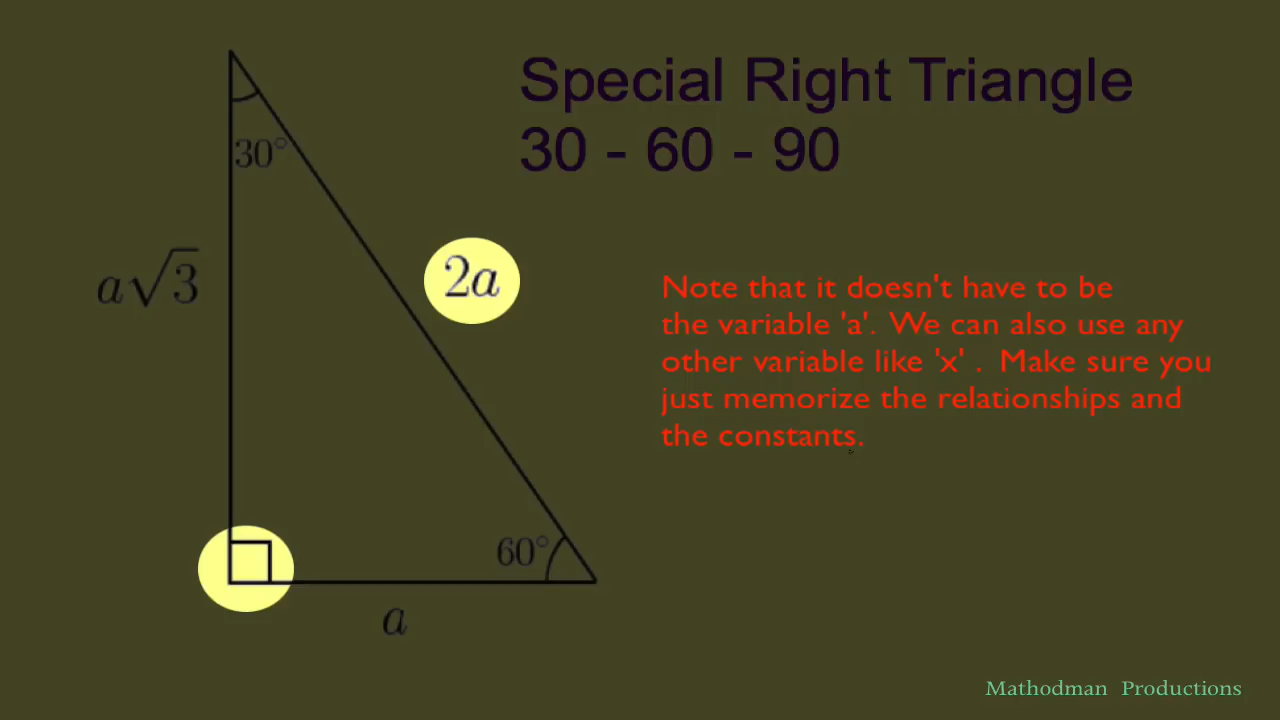 Special Right Triangle
30 - 60 - 90
30°
a√3
2a
Note that it doesn't have to be
the variable 'a'. We can also use any
other variable like 'x' . Make sure you
just memorize the relationships and
the constants.
60°
a
Mathodman Productions